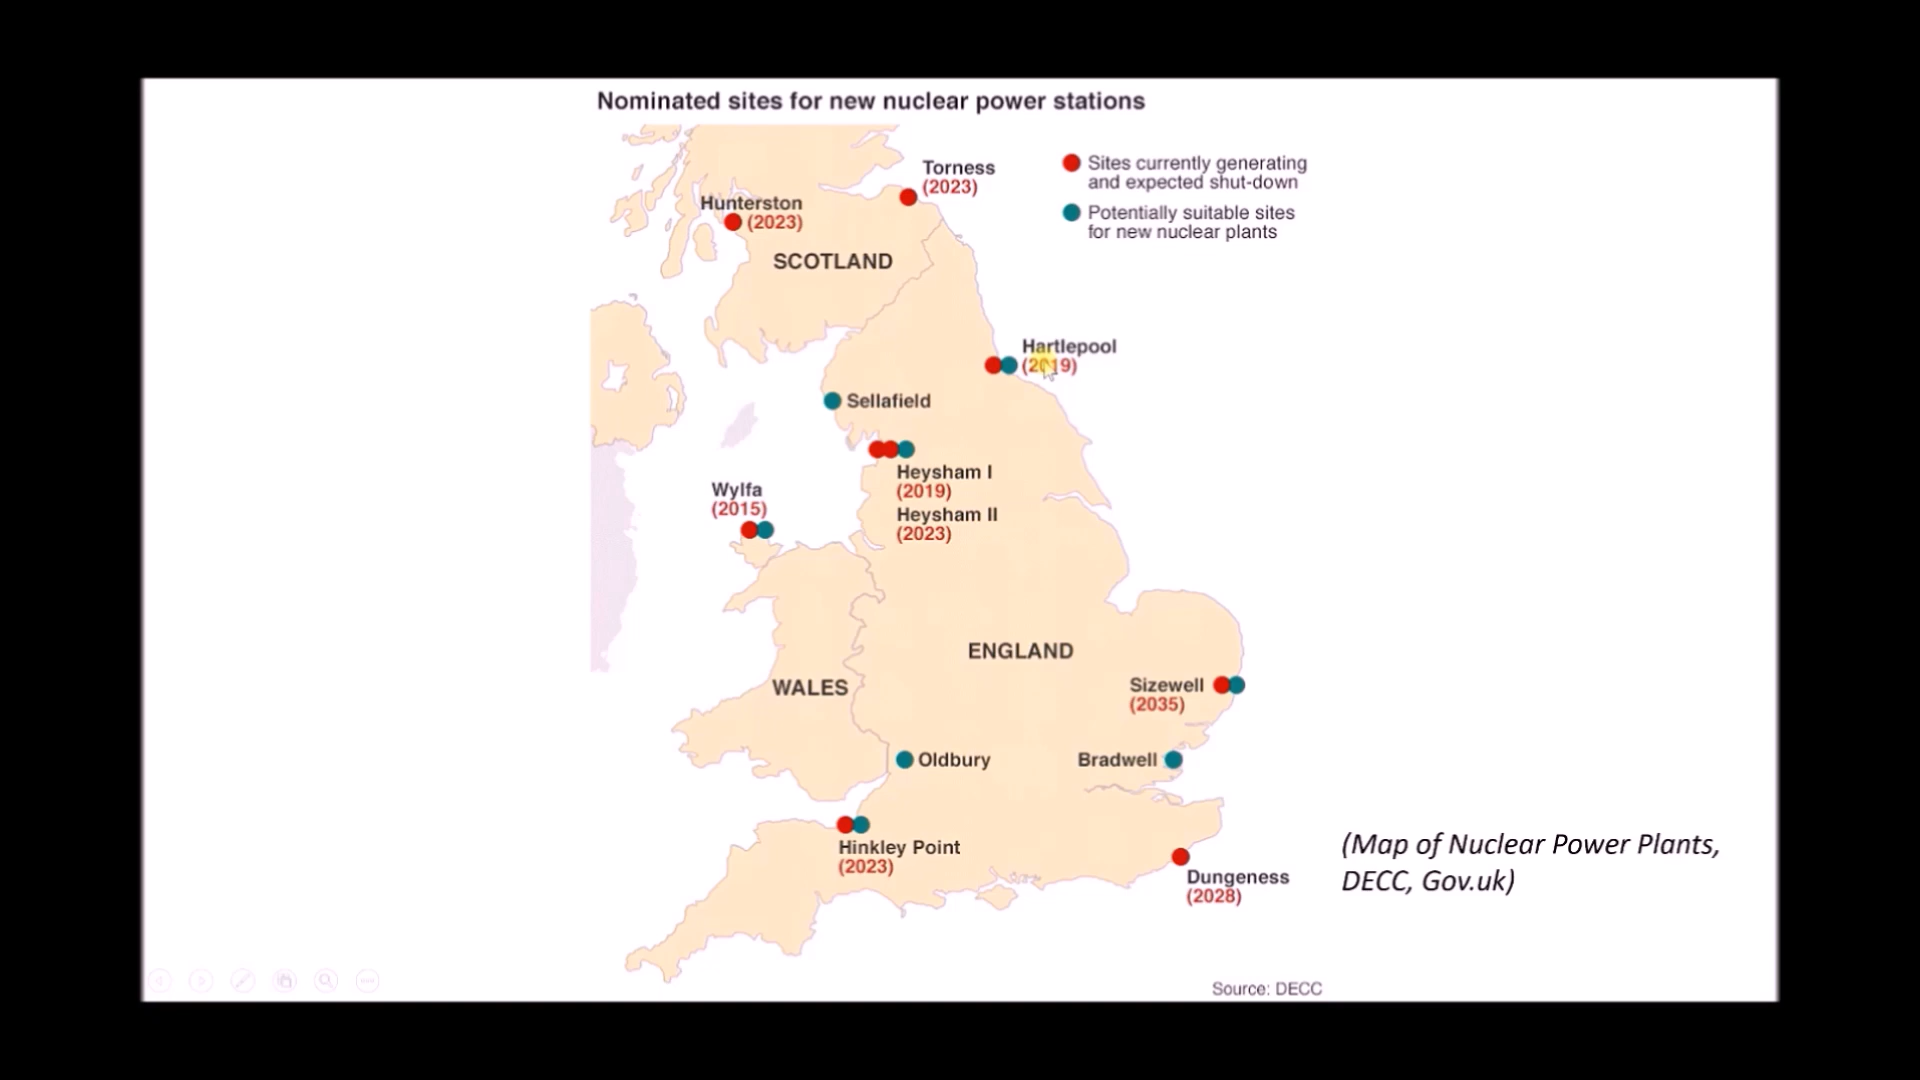 Nominated sites for new nuclear power stations
Sites currently generating
and expected shut-down
Potentially suitable sites
for new nuclear plants
Torness
(2023)
Hunterston
(2023)
SCOTLAND
Hartlepool
(2019)
Sellafield
Heysham I
(2019)
Heysham II
(2023)
Wylfa
(2015)
ENGLAND
WALES
Sizewell
(2035)
Oldbury
Bradwell
Hinkley Point
(2023)
Dungeness
(2028)
(Map of Nuclear Power Plants,
DECC, Gov.uk)
Source: DECC